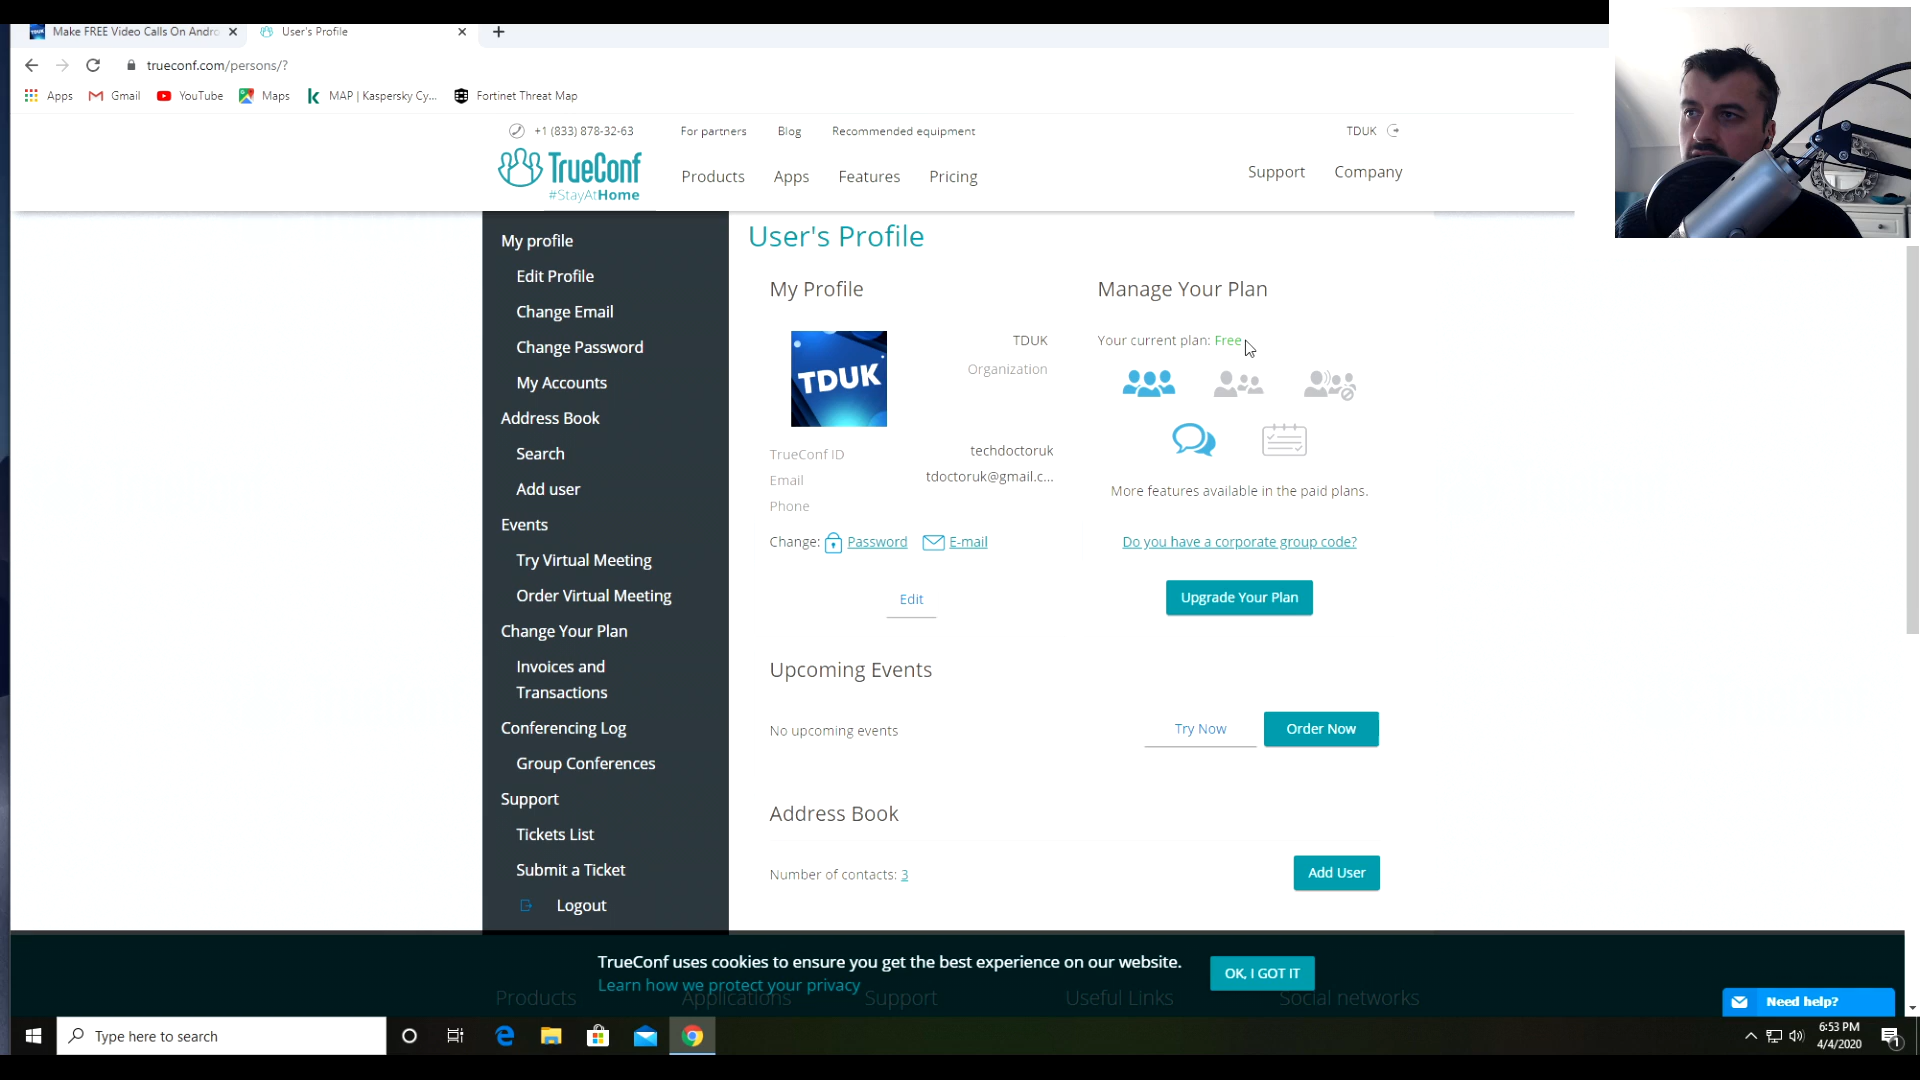 Make FREE Video Calls On Andro
User's Profile
trueconf.com/persons/?
Apps
Gmail
YouTube
Maps
MAP | Kaspersky Cy...
Fortinet Threat Map
+1 (833) 878-32-63
For partners
Blog
Recommended equipment
TDUK
TrueConf
#StayAtHome
Products
Apps
Features
Pricing
Support
Company
My profile
Edit Profile
Change Email
Change Password
My Accounts
Address Book
Search
Add user
Events
Try Virtual Meeting
Order Virtual Meeting
Change Your Plan
Invoices and
Transactions
Conferencing Log
Group Conferences
Support
Tickets List
Submit a Ticket
Logout
User's Profile
My Profile
TDUK
TDUK
Organization
TrueConf ID
techdoctoruk
Email
tdoctoruk@gmail.c...
Phone
Change: Password E-mail
Edit
Manage Your Plan
Your current plan: Free
More features available in the paid plans.
Do you have a corporate group code?
Upgrade Your Plan
Upcoming Events
No upcoming events
Try Now
Order Now
Address Book
Number of contacts: 3
Add User
TrueConf uses cookies to ensure you get the best experience on our website.
Learn how we protect your privacy
OK, I GOT IT
Products
Applications
Support
Useful Links
Social networks
Need help?
Type here to search
6:53 PM
4/4/2020
1